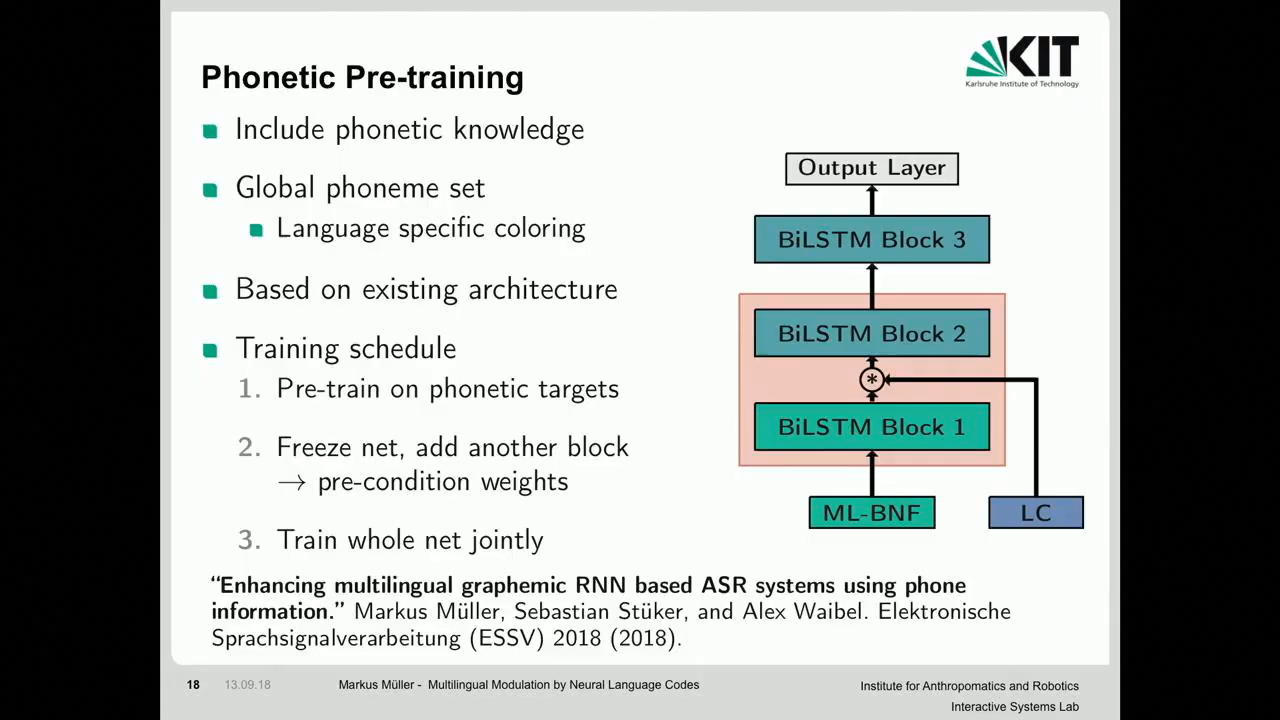 Phonetic Pre-training
KIT
Karlsruhe Institute of Technology
Include phonetic knowledge
Global phoneme set
Language specific coloring
Based on existing architecture
Training schedule
1. Pre-train on phonetic targets
2. Freeze net, add another block
→ pre-condition weights
3. Train whole net jointly
Output Layer
BiLSTM Block 3
BiLSTM Block 2
*
BiLSTM Block 1
ML-BNF
LC
“Enhancing multilingual graphemic RNN based ASR systems using phone
information.” Markus Müller, Sebastian Stüker, and Alex Waibel. Elektronische
Sprachsignalverarbeitung (ESSV) 2018 (2018).
18 13.09.18 Markus Müller - Multilingual Modulation by Neural Language Codes
Institute for Anthropomatics and Robotics
Interactive Systems Lab